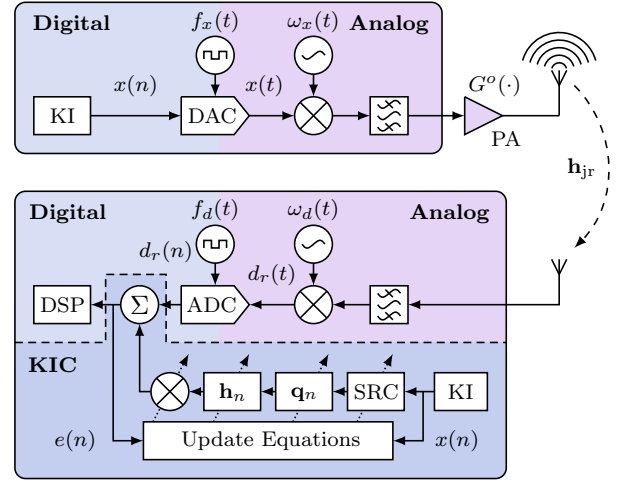 Digital
f_x(t)
ω_x(t)
Analog
x(n)
x(t)
G^o(·)
KI
DAC
PA
h_jr
Digital
f_d(t)
ω_d(t)
Analog
d_r(n)
d_r(t)
DSP
Σ
ADC
KIC
h_n
q_n
SRC
KI
e(n)
Update Equations
x(n)